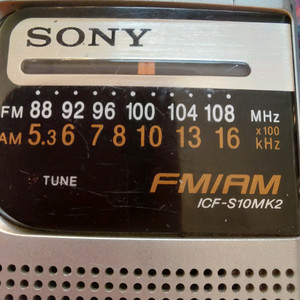 SONY
FM 88 92 96 100 104 108 MHz
AM 5.3 6 7 8 10 13 16 x100 kHz
TUNE
FM/AM
ICF-S10MK2